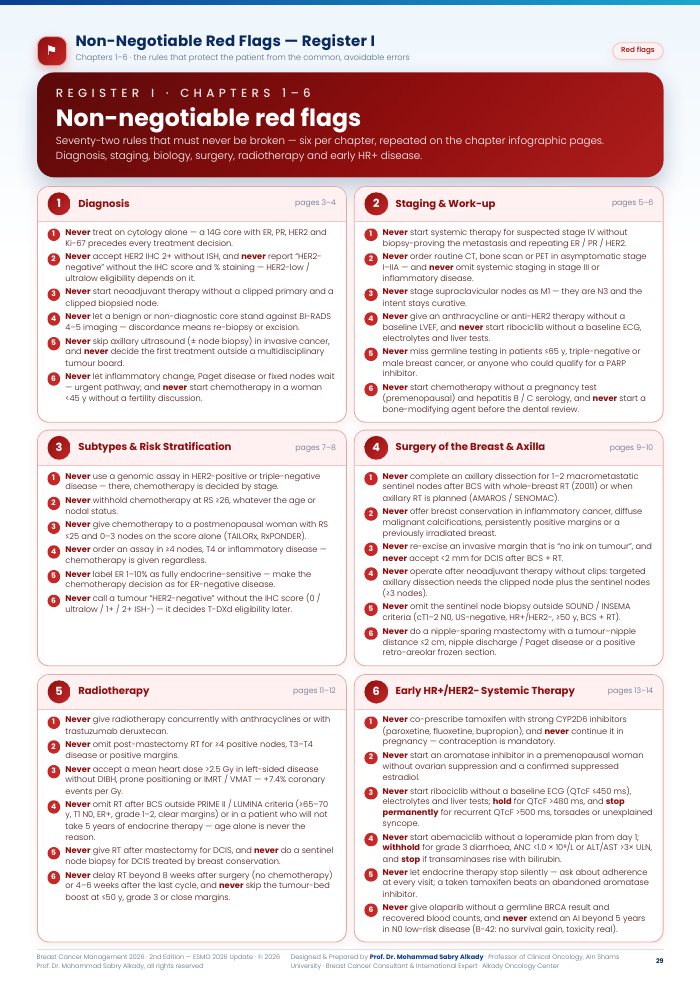 Non-Negotiable Red Flags — Register I
Chapters 1–6 · the rules that protect the patient from the common, avoidable errors
Red flags
REGISTER I · CHAPTERS 1–6
Non-negotiable red flags
Seventy-two rules that must never be broken — six per chapter, repeated on the chapter infographic pages.
Diagnosis, staging, biology, surgery, radiotherapy and early HR+ disease.
1 Diagnosis pages 3–4
1 Never treat on cytology alone — a 14G core with ER, PR, HER2 and
Ki-67 precedes every treatment decision.
2 Never accept HER2 IHC 2+ without ISH, and never report “HER2-
negative” without the IHC score and % staining — HER2-low /
ultralow eligibility depends on it.
3 Never start neoadjuvant therapy without a clipped primary and a
clipped biopsied node.
4 Never let a benign or non-diagnostic core stand against BI-RADS
4–5 imaging — discordance means re-biopsy or excision.
5 Never skip axillary ultrasound (± node biopsy) in invasive cancer,
and never decide the first treatment outside a multidisciplinary
tumour board.
6 Never let inflammatory change, Paget disease or fixed nodes wait
— urgent pathway; and never start chemotherapy in a woman
<45 y without a fertility discussion.
2 Staging & Work-up pages 5–6
1 Never start systemic therapy for suspected stage IV without
biopsy-proving the metastasis and repeating ER / PR / HER2.
2 Never order routine CT, bone scan or PET in asymptomatic stage
I–IIA — and never omit systemic staging in stage III or
inflammatory disease.
3 Never stage supraclavicular nodes as M1 — they are N3 and the
intent stays curative.
4 Never give an anthracycline or anti-HER2 therapy without a
baseline LVEF, and never start ribociclib without a baseline ECG,
electrolytes and liver tests.
5 Never miss germline testing in patients ≤65 y, triple-negative or
male breast cancer, or anyone who could qualify for a PARP
inhibitor.
6 Never start chemotherapy without a pregnancy test
(premenopausal) and hepatitis B / C serology, and never start a
bone-modifying agent before the dental review.
3 Subtypes & Risk Stratification pages 7–8
1 Never use a genomic assay in HER2-positive or triple-negative
disease — there, chemotherapy is decided by stage.
2 Never withhold chemotherapy at RS ≥26, whatever the age or
nodal status.
3 Never give chemotherapy to a postmenopausal woman with RS
≤25 and 0–3 nodes on the score alone (TAILORx, RxPONDER).
4 Never order an assay in ≥4 nodes, T4 or inflammatory disease —
chemotherapy is given regardless.
5 Never label ER 1–10% as fully endocrine-sensitive — make the
chemotherapy decision as for ER-negative disease.
6 Never call a tumour “HER2-negative” without the IHC score (0 /
ultralow / 1+ / 2+ ISH-) — it decides T-DXd eligibility later.
4 Surgery of the Breast & Axilla pages 9–10
1 Never complete an axillary dissection for 1–2 macrometastatic
sentinel nodes after BCS with whole-breast RT (Z0011) or when
axillary RT is planned (AMAROS / SENOMAC).
2 Never offer breast conservation in inflammatory cancer, diffuse
malignant calcifications, persistently positive margins or a
previously irradiated breast.
3 Never re-excise an invasive margin that is “no ink on tumour”, and
never accept <2 mm for DCIS after BCS + RT.
4 Never operate after neoadjuvant therapy without clips: targeted
axillary dissection needs the clipped node plus the sentinel nodes
(≥3 nodes).
5 Never omit the sentinel node biopsy outside SOUND / INSEMA
criteria (cT1–2 N0, US-negative, HR+/HER2-, ≥50 y, BCS + RT).
6 Never do a nipple-sparing mastectomy with a tumour–nipple
distance ≤2 cm, nipple discharge / Paget disease or a positive
retro-areolar frozen section.
5 Radiotherapy pages 11–12
1 Never give radiotherapy concurrently with anthracyclines or with
trastuzumab deruxtecan.
2 Never omit post-mastectomy RT for ≥4 positive nodes, T3–T4
disease or positive margins.
3 Never accept a mean heart dose >2.5 Gy in left-sided disease
without DIBH, prone positioning or IMRT / VMAT — +7.4% coronary
events per Gy.
4 Never omit RT after BCS outside PRIME II / LUMINA criteria (≥65–70
y, T1 N0, ER+, grade 1–2, clear margins) or in a patient who will not
take 5 years of endocrine therapy — age alone is never the
reason.
5 Never give RT after mastectomy for DCIS, and never do a sentinel
node biopsy for DCIS treated by breast conservation.
6 Never delay RT beyond 8 weeks after surgery (no chemotherapy)
or 4–6 weeks after the last cycle, and never skip the tumour-bed
boost at ≤50 y, grade 3 or close margins.
6 Early HR+/HER2- Systemic Therapy pages 13–14
1 Never co-prescribe tamoxifen with strong CYP2D6 inhibitors
(paroxetine, fluoxetine, bupropion), and never continue it in
pregnancy — contraception is mandatory.
2 Never start an aromatase inhibitor in a premenopausal woman
without ovarian suppression and a confirmed suppressed
estradiol.
3 Never start ribociclib without a baseline ECG (QTcF ≤450 ms),
electrolytes and liver tests; hold for QTcF >480 ms, and stop
permanently for recurrent QTcF >500 ms, torsades or unexplained
syncope.
4 Never start abemaciclib without a loperamide plan from day 1;
withhold for grade 3 diarrhoea, ANC <1.0 × 10⁹/L or ALT/AST >3× ULN,
and stop if transaminases rise with bilirubin.
5 Never let endocrine therapy stop silently — ask about adherence
at every visit; a taken tamoxifen beats an abandoned aromatase
inhibitor.
6 Never give olaparib without a germline BRCA result and
recovered blood counts, and never extend an AI beyond 5 years
in N0 low-risk disease (B-42: no survival gain, toxicity real).
Breast Cancer Management 2026 · 2nd Edition — ESMO 2026 Update · © 2026
Prof. Dr. Mohammad Sabry Alkady, all rights reserved
Designed & Prepared by Prof. Dr. Mohammad Sabry Alkady · Professor of Clinical Oncology, Ain Shams
University · Breast Cancer Consultant & International Expert · Alkady Oncology Center
29